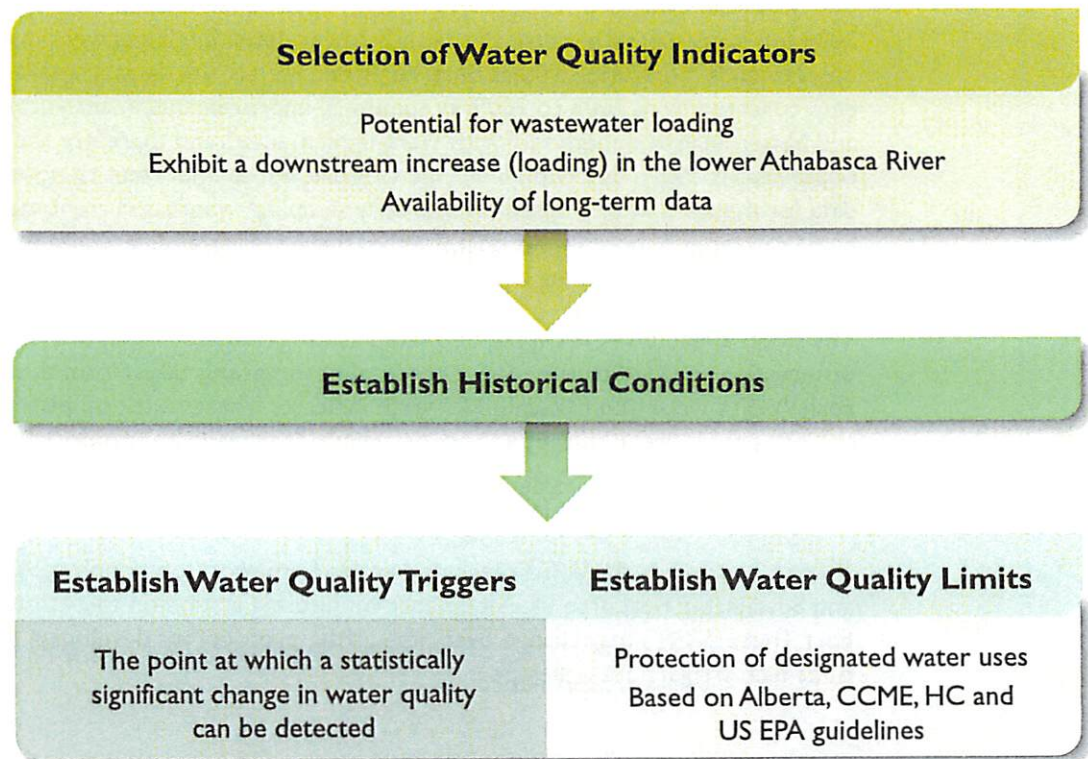 Selection of Water Quality Indicators
Potential for wastewater loading
Exhibit a downstream increase (loading) in the lower Athabasca River
Availability of long-term data
Establish Historical Conditions
Establish Water Quality Triggers
The point at which a statistically
significant change in water quality
can be detected
Establish Water Quality Limits
Protection of designated water uses
Based on Alberta, CCME, HC and
US EPA guidelines